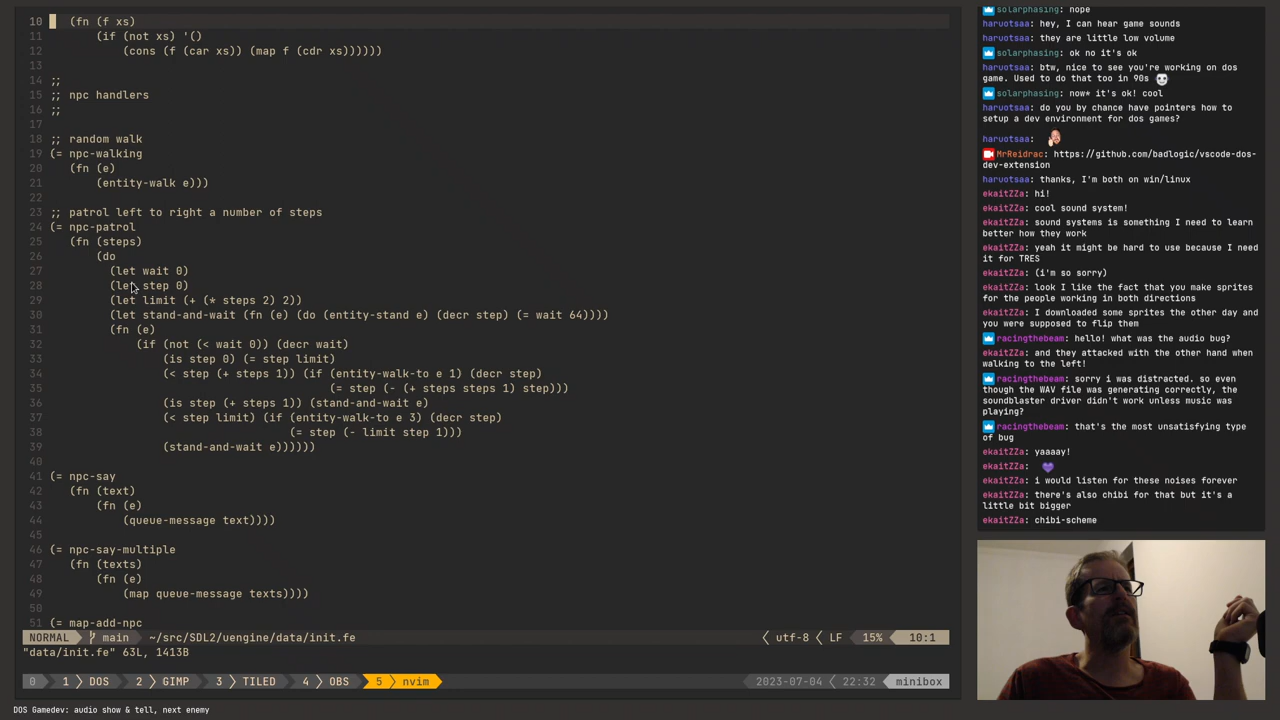 10   (fn (f xs)
11       (if (not xs) '()
12           (cons (f (car xs)) (map f (cdr xs))))))
13
14 ;;
15 ;; npc handlers
16 ;;
17
18 ;; random walk
19 (= npc-walking
20    (fn (e)
21        (entity-walk e)))
22
23 ;; patrol left to right a number of steps
24 (= npc-patrol
25    (fn (steps)
26        (do
27          (let wait 0)
28          (let step 0)
29          (let limit (+ (* steps 2) 2))
30          (let stand-and-wait (fn (e) (do (entity-stand e) (decr step) (= wait 64))))
31          (fn (e)
32              (if (not (< wait 0)) (decr wait)
33                  (is step 0) (= step limit)
34                  (< step (+ steps 1)) (if (entity-walk-to e 1) (decr step)
35                                           (= step (- (+ steps steps 1) step)))
36                  (is step (+ steps 1)) (stand-and-wait e)
37                  (< step limit) (if (entity-walk-to e 3) (decr step)
38                                     (= step (- limit step 1)))
39                  (stand-and-wait e))))))
40
41 (= npc-say
42    (fn (text)
43        (fn (e)
44            (queue-message text))))
45
46 (= npc-say-multiple
47    (fn (texts)
48        (fn (e)
49            (map queue-message texts))))
50
51 (= map-add-npc
NORMAL main ~/src/SDL2/uengine/data/init.fe utf-8 LF 15% 10:1
"data/init.fe" 63L, 1413B
0 1 DOS 2 GIMP 3 TILED 4 OBS 5 nvim 2023-07-04 22:32 minibox
DOS Gamedev: audio show & tell, next enemy
solarphasing: nope
haruotsaa: hey, I can hear game sounds
haruotsaa: they are little low volume
solarphasing: ok no it's ok
haruotsaa: btw, nice to see you're working on dos
game. Used to do that too in 90s
solarphasing: now* it's ok! cool
haruotsaa: do you by chance have pointers how to
setup a dev environment for dos games?
haruotsaa:
MrReidrac: https://github.com/badlogic/vscode-dos-
dev-extension
haruotsaa: thanks, I'm both on win/linux
ekaitZZa: hi!
ekaitZZa: cool sound system!
ekaitZZa: sound systems is something I need to learn
better how they work
ekaitZZa: yeah it might be hard to use because I need
it for TRES
ekaitZZa: (i'm so sorry)
ekaitZZa: look I like the fact that you make sprites
for the people working in both directions
ekaitZZa: I downloaded some sprites the other day and
you were supposed to flip them
racingthebeam: hello! what was the audio bug?
ekaitZZa: and they attacked with the other hand when
walking to the left!
racingthebeam: sorry i was distracted. so even
though the WAV file was generating correctly, the
soundblaster driver didn't work unless music was
playing?
racingthebeam: that's the most unsatisfying type
of bug
ekaitZZa: yaaaay!
ekaitZZa:
ekaitZZa: i would listen for these noises forever
ekaitZZa: there's also chibi for that but it's a
little bit bigger
ekaitZZa: chibi-scheme